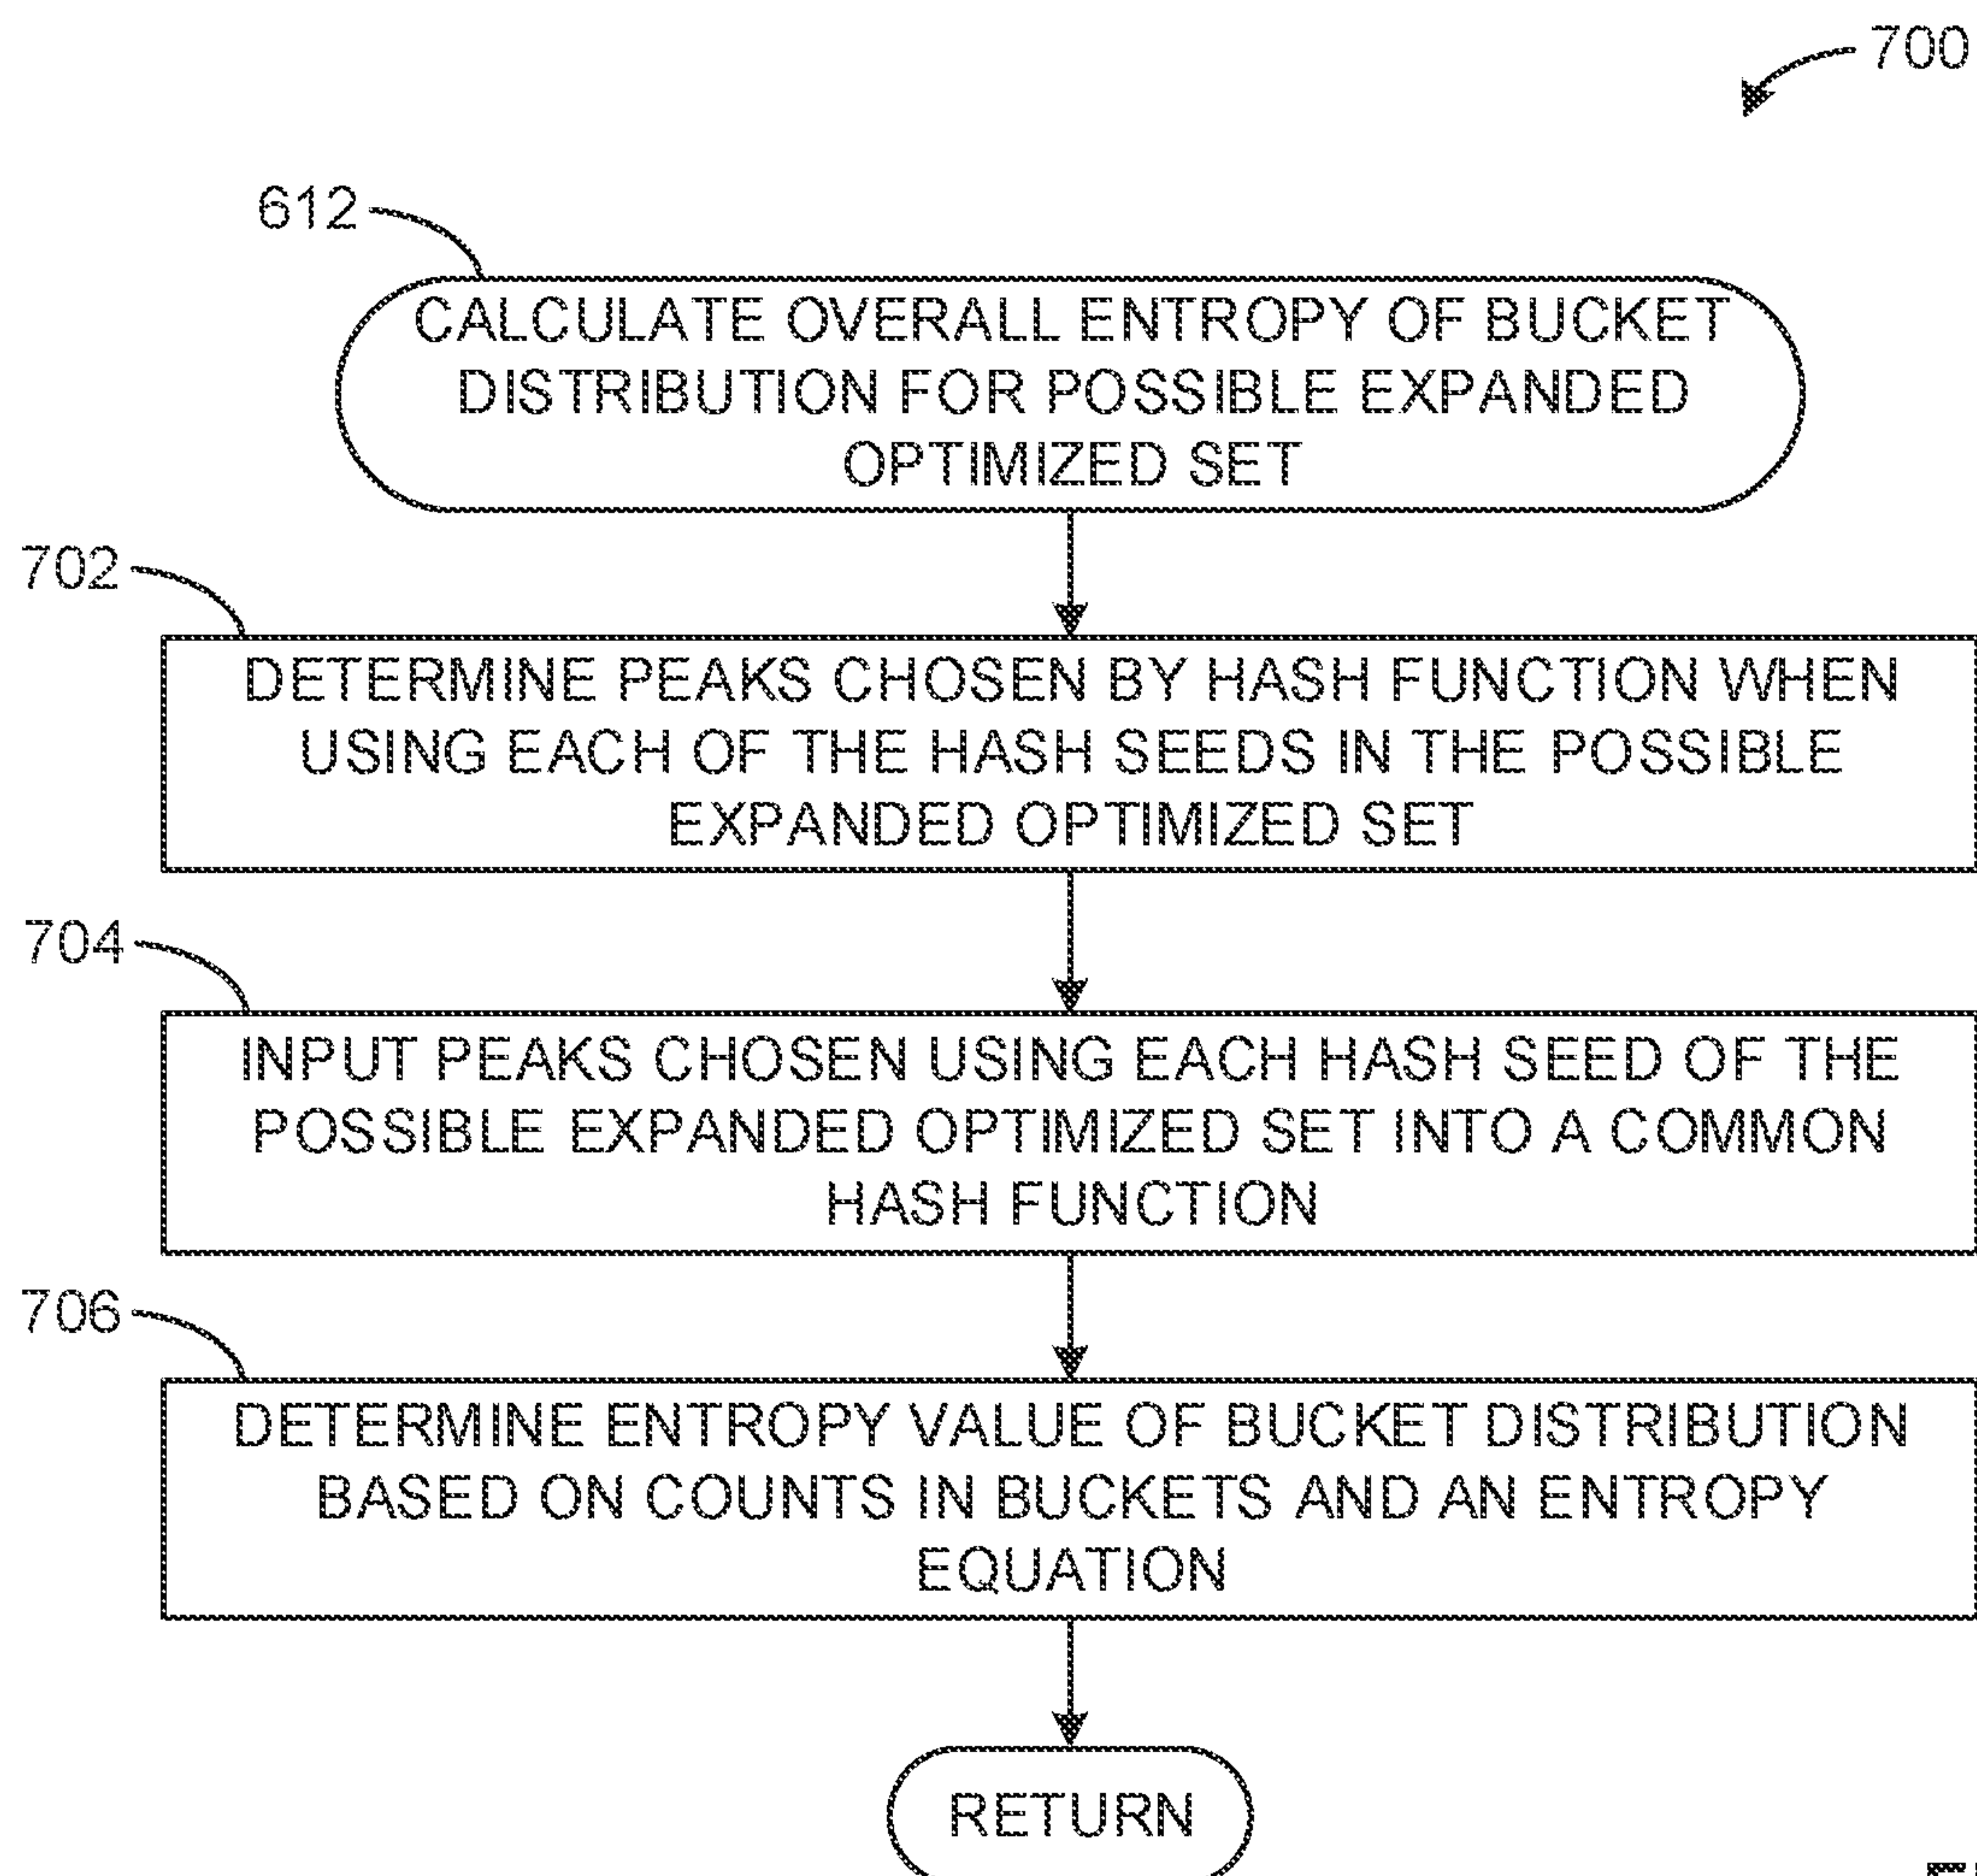 700
612
CALCULATE OVERALL ENTROPY OF BUCKET
DISTRIBUTION FOR POSSIBLE EXPANDED
OPTIMIZED SET
702
DETERMINE PEAKS CHOSEN BY HASH FUNCTION WHEN
USING EACH OF THE HASH SEEDS IN THE POSSIBLE
EXPANDED OPTIMIZED SET
704
INPUT PEAKS CHOSEN USING EACH HASH SEED OF THE
POSSIBLE EXPANDED OPTIMIZED SET INTO A COMMON
HASH FUNCTION
706
DETERMINE ENTROPY VALUE OF BUCKET DISTRIBUTION
BASED ON COUNTS IN BUCKETS AND AN ENTROPY
EQUATION
RETURN